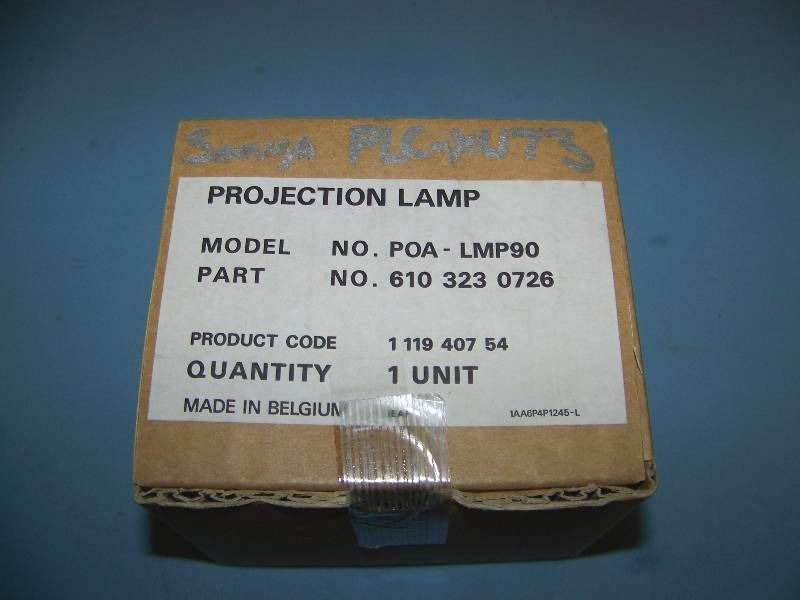 Sanyo PLC-XU73
PROJECTION LAMP
MODEL NO. POA - LMP90
PART NO. 610 323 0726
PRODUCT CODE 1 119 407 54
QUANTITY 1 UNIT
MADE IN BELGIUM 1AA6P4P1245-L